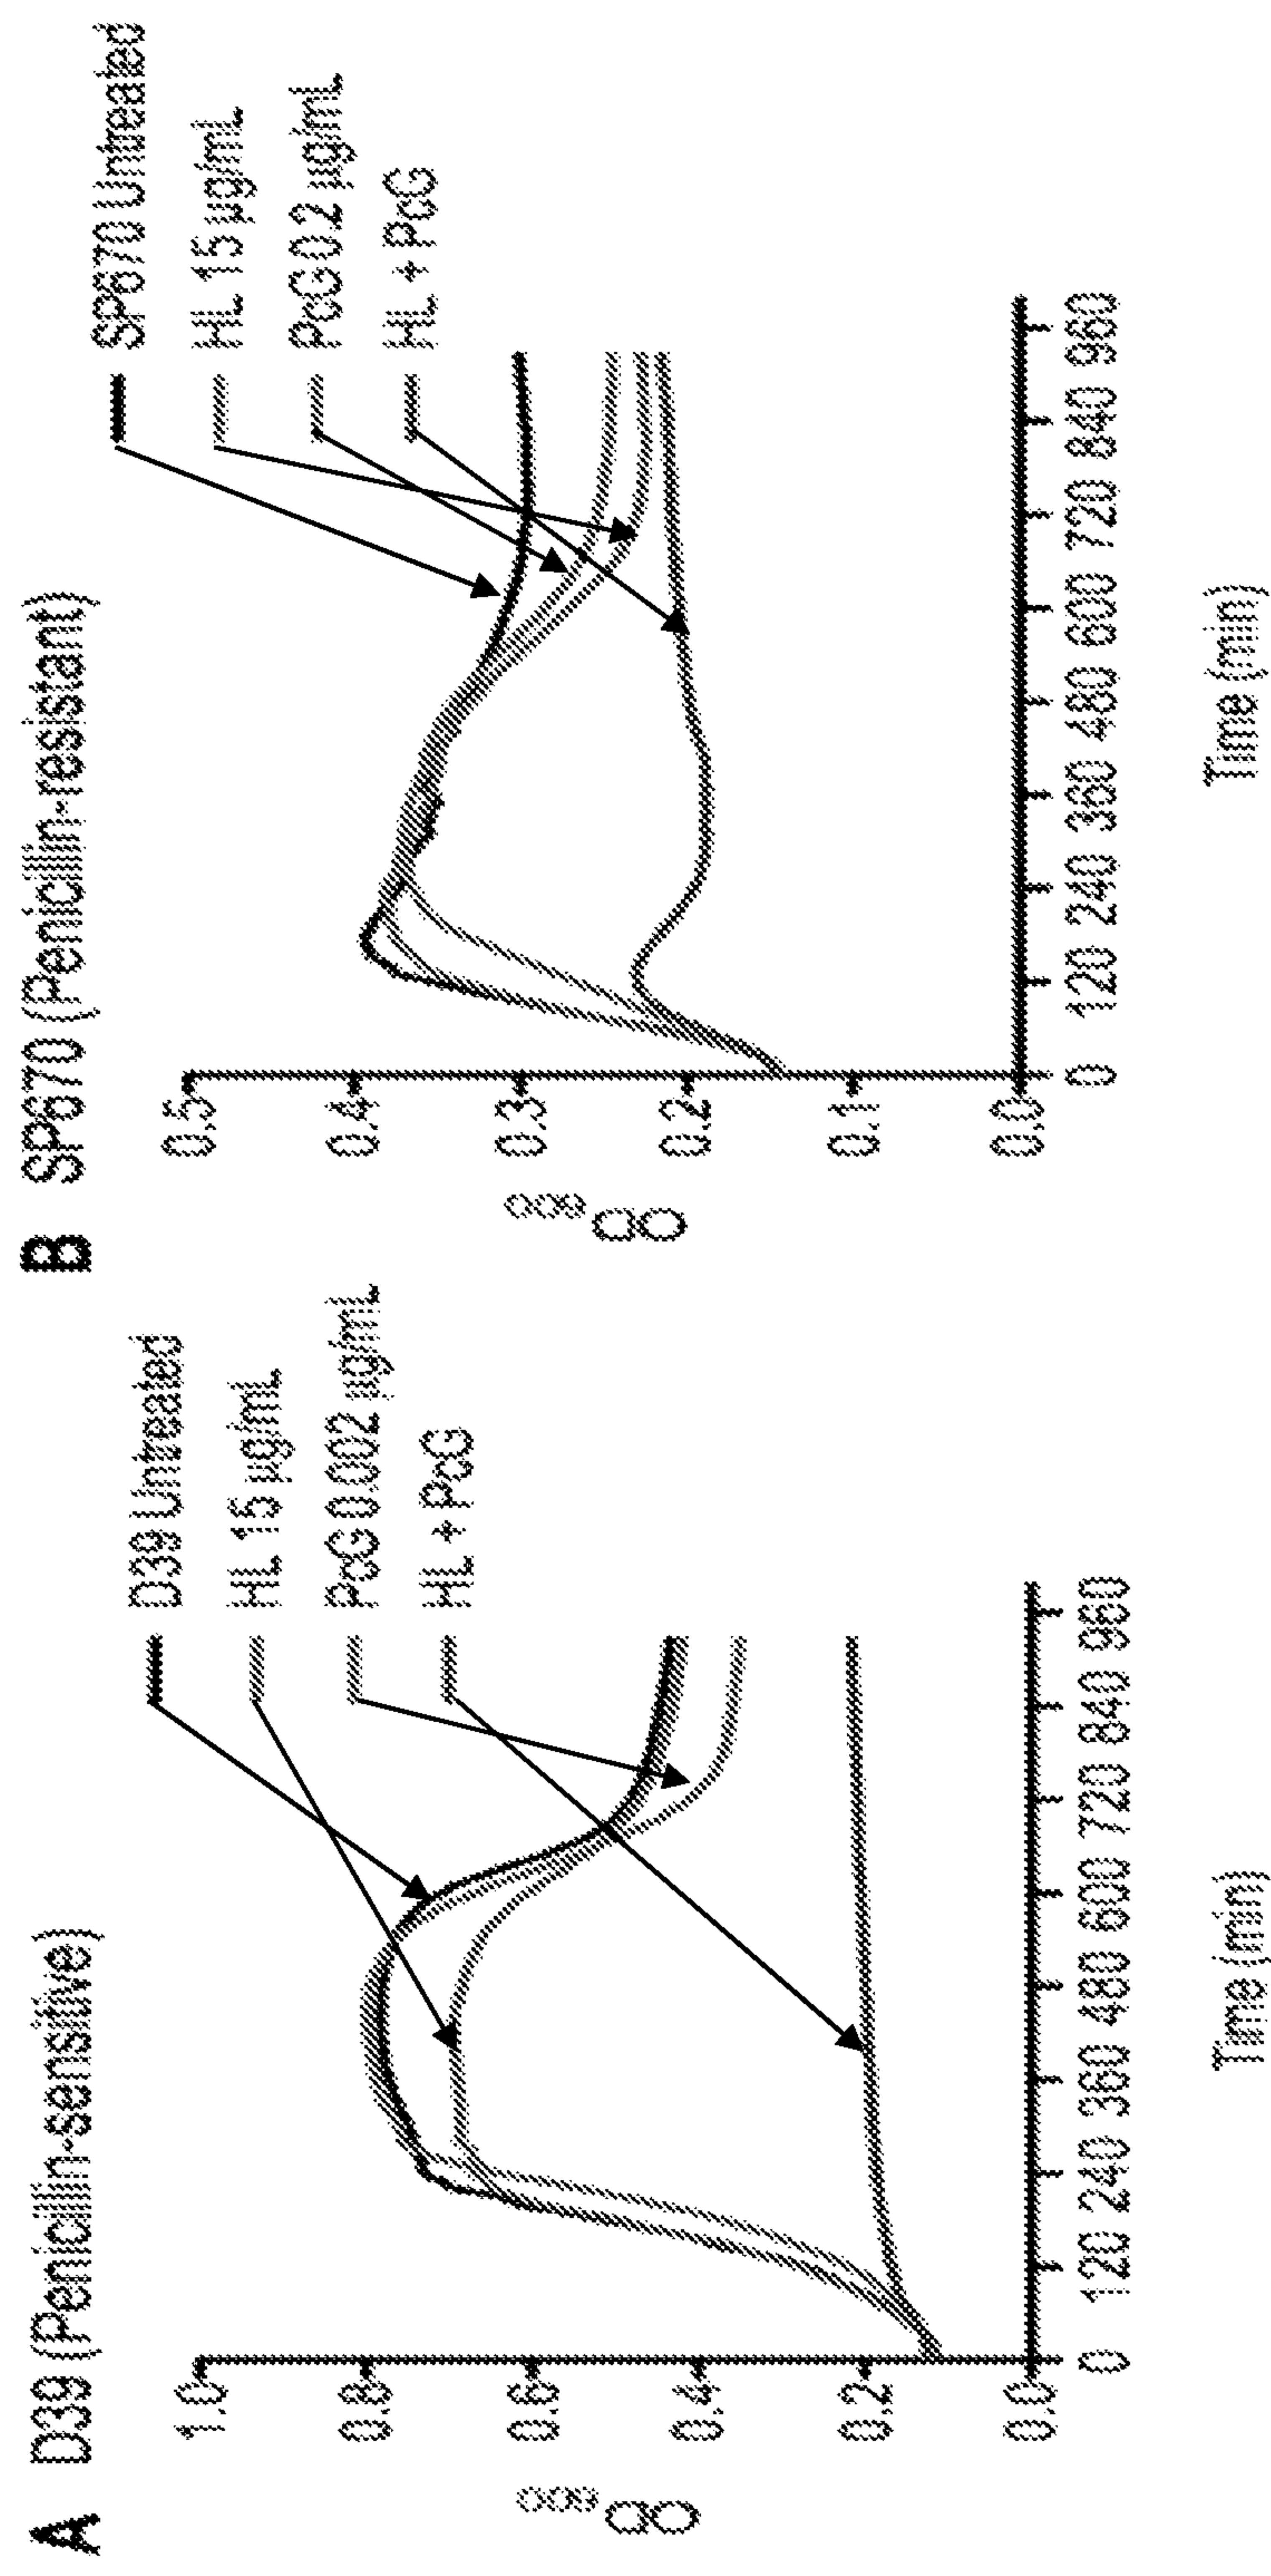 A D39 (Penicillin-sensitive)
D39 Untreated
HL 15 µg/mL
PcG 0.002 µg/mL
HL + PcG
OD600
1.0
0.8
0.6
0.4
0.2
0.0
0 120 240 360 480 600 720 840 960
Time (min)
B SP670 (Penicillin-resistant)
SP670 Untreated
HL 15 µg/mL
PcG 0.2 µg/mL
HL + PcG
OD600
0.5
0.4
0.3
0.2
0.1
0.0
0 120 240 360 480 600 720 840 960
Time (min)